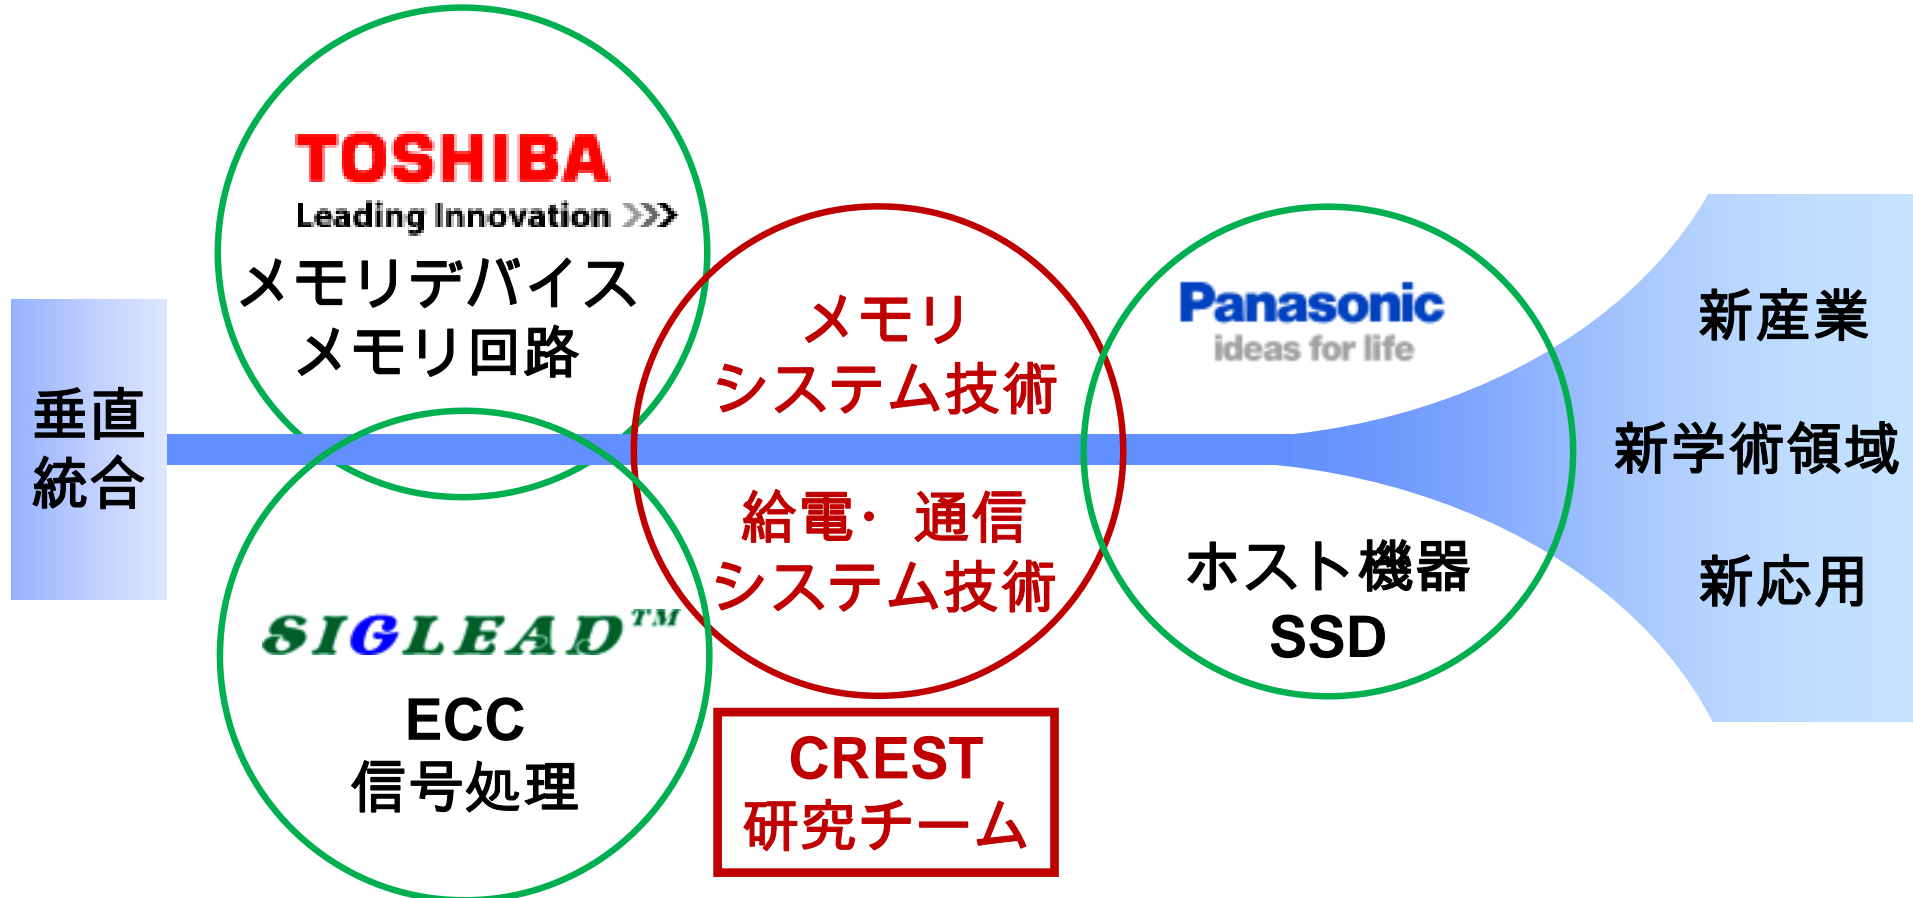 垂直
統合
TOSHIBA
Leading Innovation >>>
メモリデバイス
メモリ回路
SIGLEAD™
ECC
信号処理
メモリ
システム技術
給電・通信
システム技術
CREST
研究チーム
Panasonic
ideas for life
ホスト機器
SSD
新産業
新学術領域
新応用